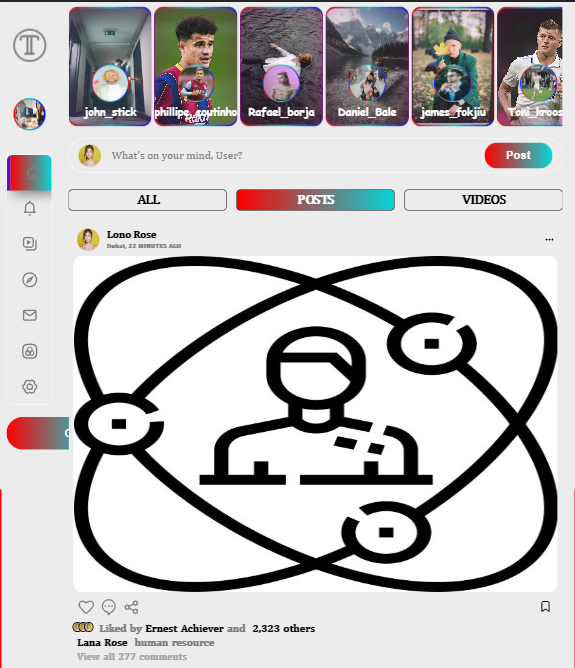 john_stick
phillipe_coutinho
Rafael_borja
Daniel_Bale
james_fokjiu
Toni_kroos
What's on your mind, User?
Post
ALL
POSTS
VIDEOS
Lono Rose
Dubai, 22 MINUTES AGO
...
Liked by Ernest Achiever and 2,323 others
Lana Rose human resource
View all 277 comments